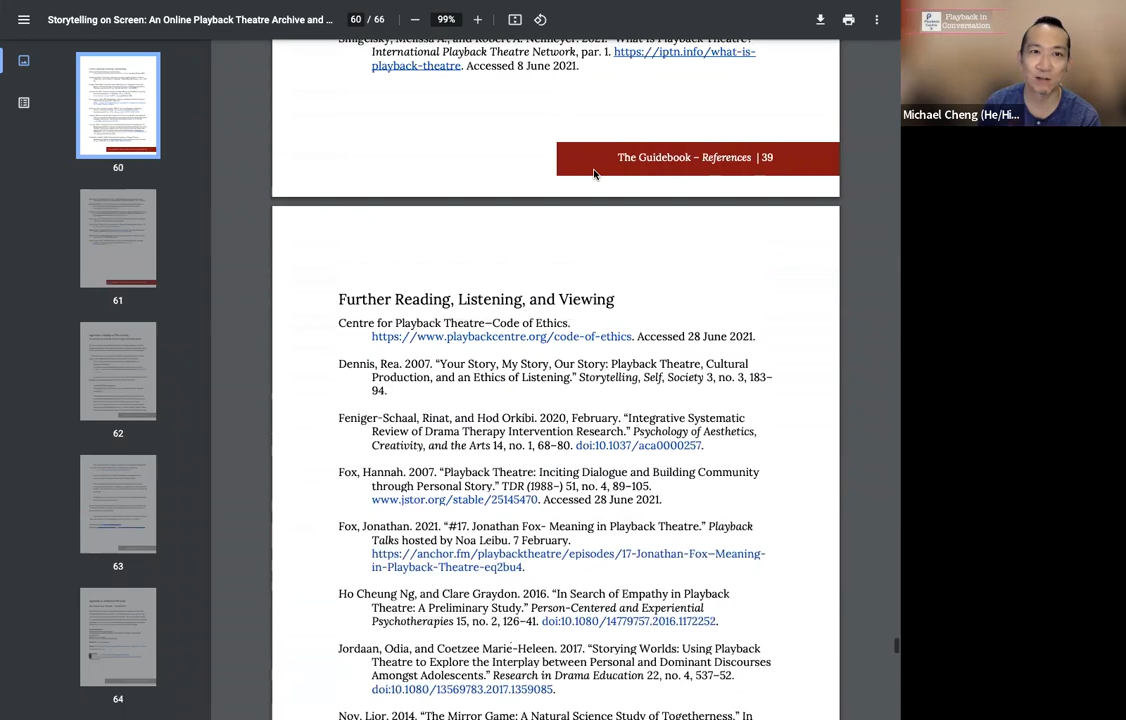 Storytelling on Screen: An Online Playback Theatre Archive and ...
60 / 66
99%
60
61
62
63
64
International Playback Theatre Network, par. 1. https://iptn.info/what-is-
playback-theatre. Accessed 8 June 2021.
The Guidebook – References | 39
Further Reading, Listening, and Viewing
Centre for Playback Theatre—Code of Ethics.
https://www.playbackcentre.org/code-of-ethics. Accessed 28 June 2021.
Dennis, Rea. 2007. “Your Story, My Story, Our Story: Playback Theatre, Cultural
Production, and an Ethics of Listening.” Storytelling, Self, Society 3, no. 3, 183–
94.
Feniger-Schaal, Rinat, and Hod Orkibi. 2020, February. “Integrative Systematic
Review of Drama Therapy Intervention Research.” Psychology of Aesthetics,
Creativity, and the Arts 14, no. 1, 68–80. doi:10.1037/aca0000257.
Fox, Hannah. 2007. “Playback Theatre: Inciting Dialogue and Building Community
through Personal Story.” TDR (1988–) 51, no. 4, 89–105.
www.jstor.org/stable/25145470. Accessed 28 June 2021.
Fox, Jonathan. 2021. “#17. Jonathan Fox- Meaning in Playback Theatre.” Playback
Talks hosted by Noa Leibu. 7 February.
https://anchor.fm/playbacktheatre/episodes/17-Jonathan-Fox—Meaning-
in-Playback-Theatre-eq2bu4.
Ho Cheung Ng, and Clare Graydon. 2016. “In Search of Empathy in Playback
Theatre: A Preliminary Study.” Person-Centered and Experiential
Psychotherapies 15, no. 2, 126–41. doi:10.1080/14779757.2016.1172252.
Jordaan, Odia, and Coetzee Marié-Heleen. 2017. “Storying Worlds: Using Playback
Theatre to Explore the Interplay between Personal and Dominant Discourses
Amongst Adolescents.” Research in Drama Education 22, no. 4, 537–52.
doi:10.1080/13569783.2017.1359085.
Noy, Lior. 2014. “The Mirror Game: A Natural Science Study of Togetherness.” In
Playback in
Conversation
Michael Cheng (He/Hi...